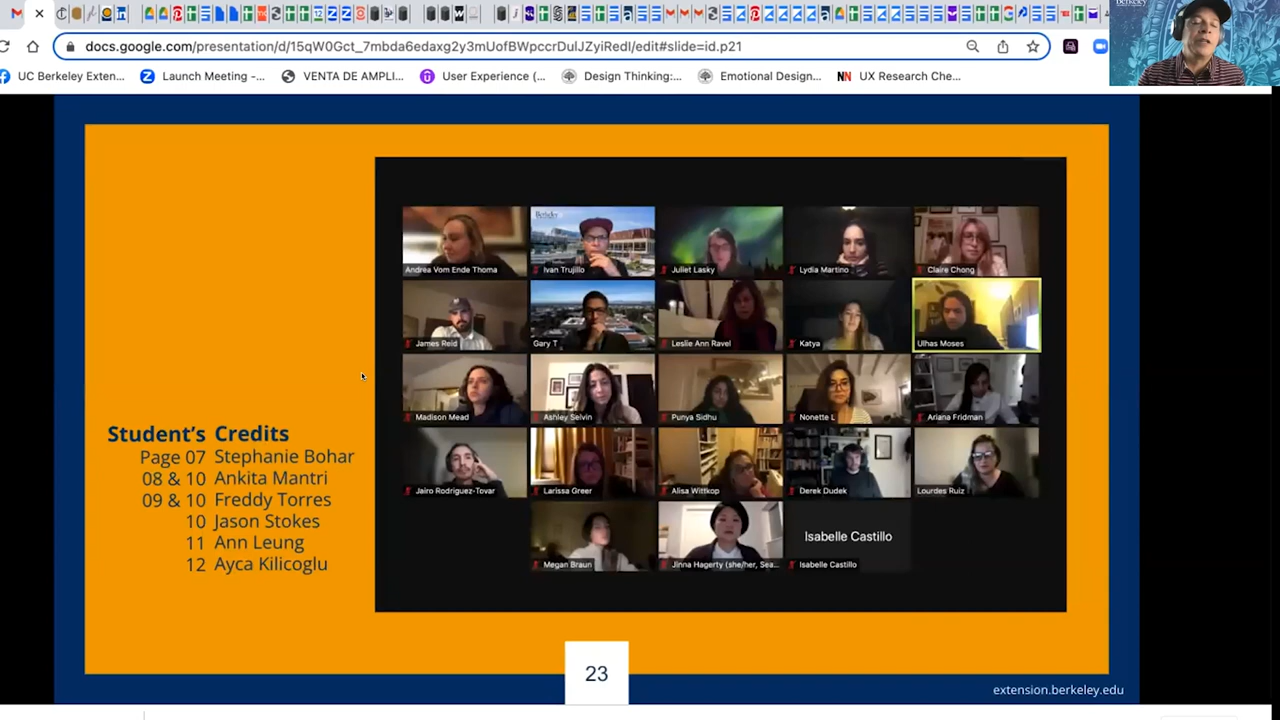 docs.google.com/presentation/d/15qW0Gct_7mbda6edaxg2y3mUofBWpccrDulJZyiRedI/edit#slide=id.p21
UC Berkeley Exten... Launch Meeting -... VENTA DE AMPLI... User Experience (... Design Thinking:... Emotional Design... NN UX Research Che...
Berkeley
Andrea Vom Ende Thoma Ivan Trujillo Juliet Lasky Lydia Martino Claire Chong
James Reid Gary T Leslie Ann Ravel Katya Ulhas Moses
Madison Mead Ashley Selvin Punya Sidhu Nonette L Ariana Fridman
Jairo Rodriguez-Tovar Larissa Greer Alisa Wittkop Derek Dudek Lourdes Ruiz
Isabelle Castillo
Megan Braun Jinna Hagerty (she/her, Sea... Isabelle Castillo
Student's Credits
Page 07 Stephanie Bohar
08 & 10 Ankita Mantri
09 & 10 Freddy Torres
10 Jason Stokes
11 Ann Leung
12 Ayca Kilicoglu
23
extension.berkeley.edu